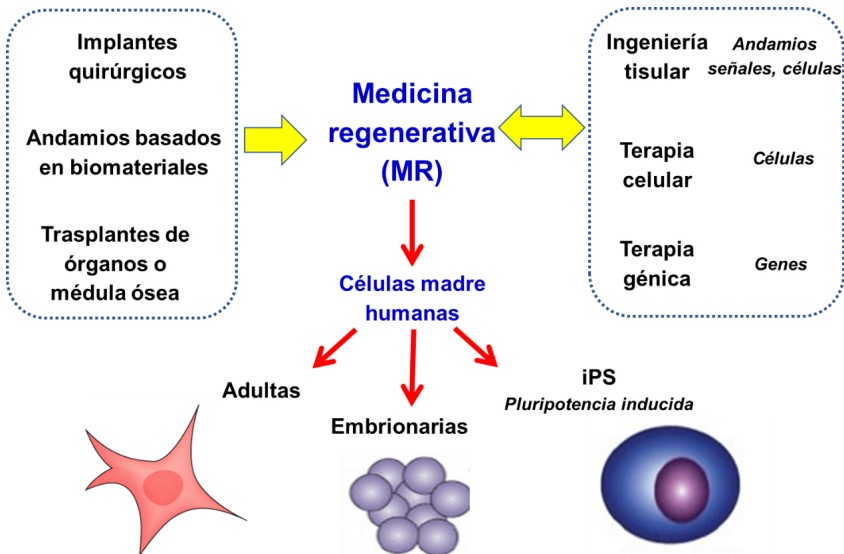 Implantes
quirúrgicos
Andamios basados
en biomateriales
Trasplantes de
órganos o
médula ósea
Medicina
regenerativa
(MR)
Ingeniería
tisular
Andamios
señales, células
Terapia
celular
Células
Terapia
génica
Genes
Células madre
humanas
Adultas
Embrionarias
iPS
Pluripotencia inducida